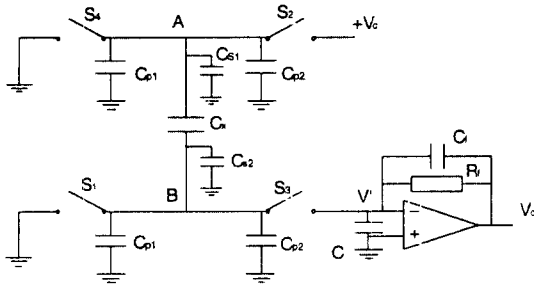 S4 A S2 +Vc
Cp1 Cs1 Cp2
Cx
Cs2
S1 B S3 V' Cf Rf
Cp1 Cp2 C − + Vo